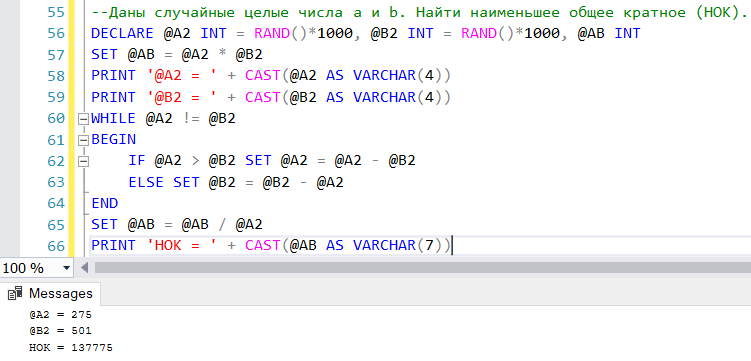 55 --Даны случайные целые числа a и b. Найти наименьшее общее кратное (НОК).
56 DECLARE @A2 INT = RAND()*1000, @B2 INT = RAND()*1000, @AB INT
57 SET @AB = @A2 * @B2
58 PRINT '@A2 = ' + CAST(@A2 AS VARCHAR(4))
59 PRINT '@B2 = ' + CAST(@B2 AS VARCHAR(4))
60 WHILE @A2 != @B2
61 BEGIN
62 IF @A2 > @B2 SET @A2 = @A2 - @B2
63 ELSE SET @B2 = @B2 - @A2
64 END
65 SET @AB = @AB / @A2
66 PRINT 'НОК = ' + CAST(@AB AS VARCHAR(7))
100 %
Messages
@A2 = 275
@B2 = 501
НОК = 137775